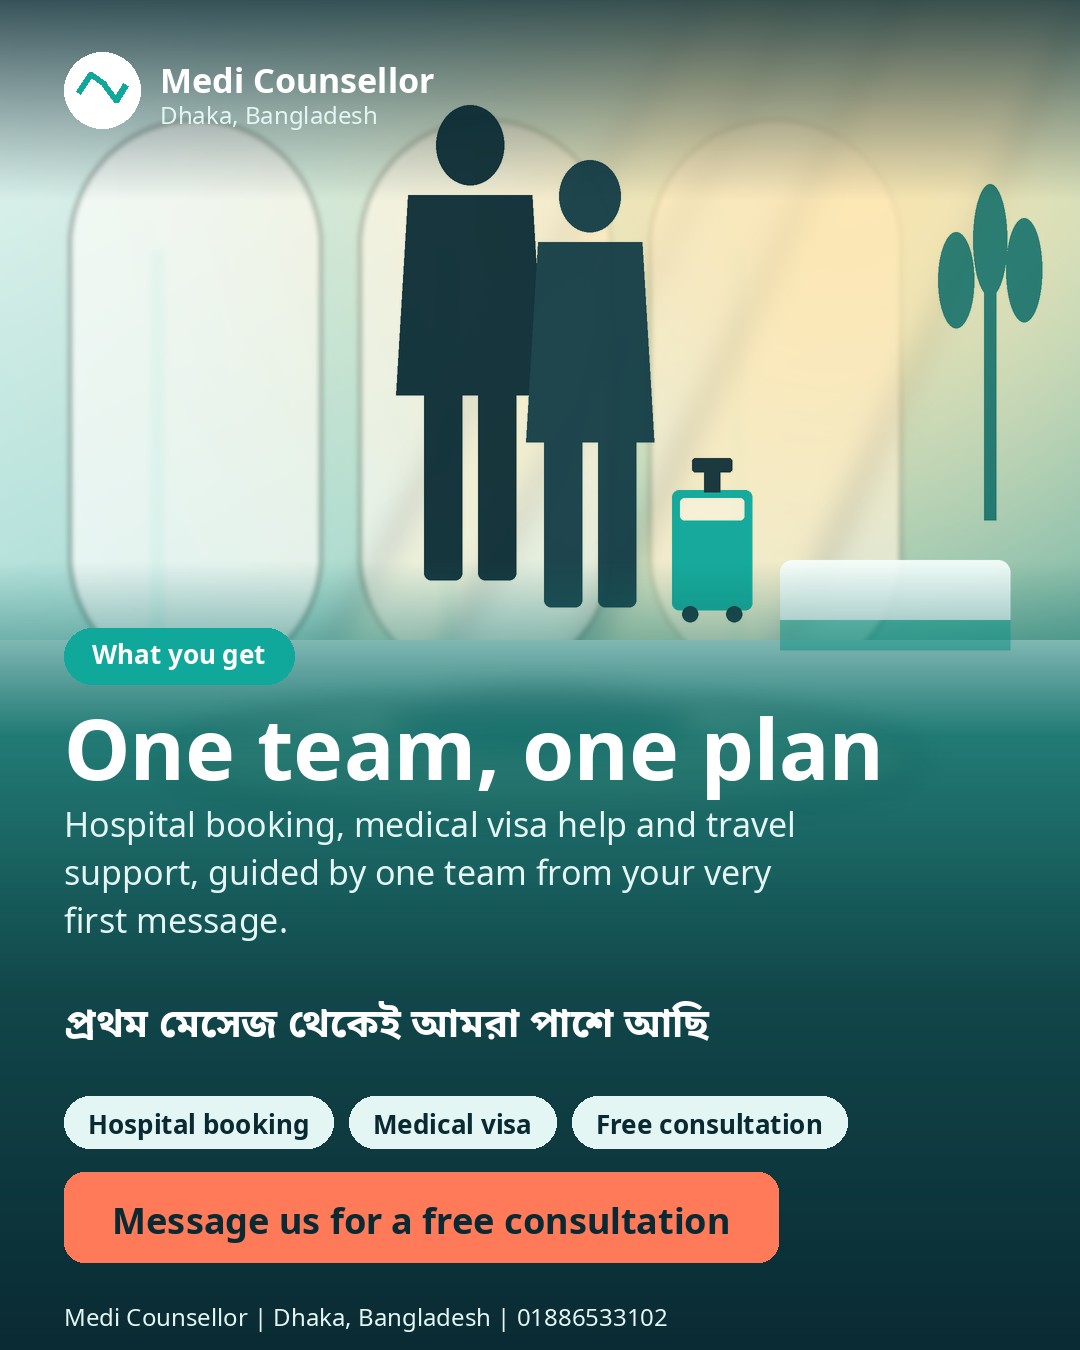 Medi Counsellor
Dhaka, Bangladesh
What you get
One team, one plan
Hospital booking, medical visa help and travel
support, guided by one team from your very
first message.
প্রথম মেসেজ থেকেই আমরা পাশে আছি
Hospital booking Medical visa Free consultation
Message us for a free consultation
Medi Counsellor | Dhaka, Bangladesh | 01886533102